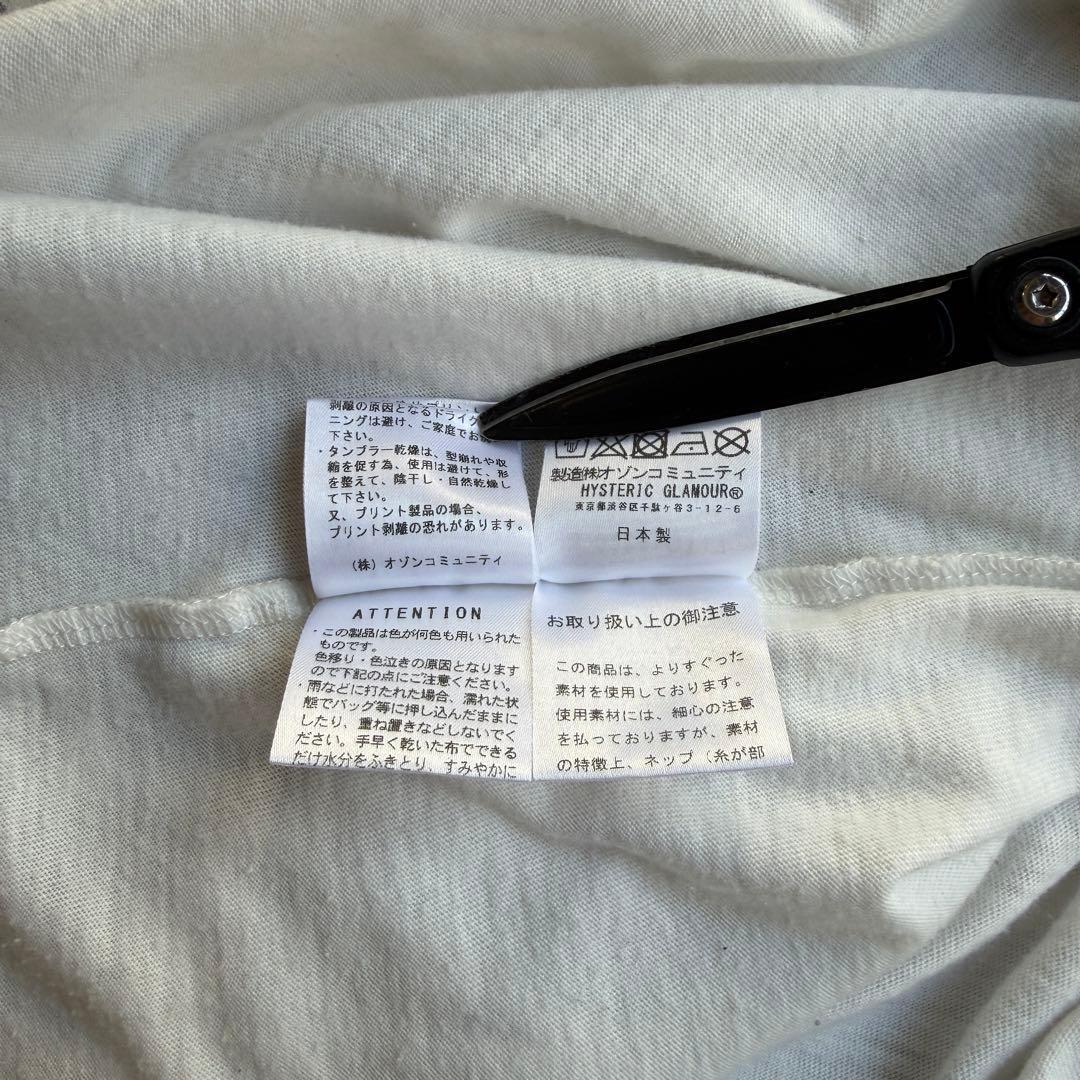 剥離の原因となるドライク
ニングは避け、ご家庭でお
下さい。
・タンブラー乾燥は、型崩れや収
縮を促す為、使用は避けて、形
を整えて、陰干し・自然乾燥し
て下さい。
又、プリント製品の場合、
プリント剥離の恐れがあります。
(株) オゾンコミュニティ
製造(株)オゾンコミュニティ
HYSTERIC GLAMOUR®
東京都渋谷区千駄ヶ谷3-12-6
日本製
ATTENTION
・この製品は色が何色も用いられた
ものです。
色移り・色泣きの原因となります
ので下記の点にご注意ください。
・雨などに打たれた場合、濡れた状
態でバッグ等に押し込んだままに
したり、重ね置きなどしないでく
ださい。手早く乾いた布でできる
だけ水分をふきとり、すみやかに
お取り扱い上の御注意
この商品は、よりすぐった
素材を使用しております。
使用素材には、細心の注意
を払っておりますが、素材
の特徴上、ネップ（糸が部